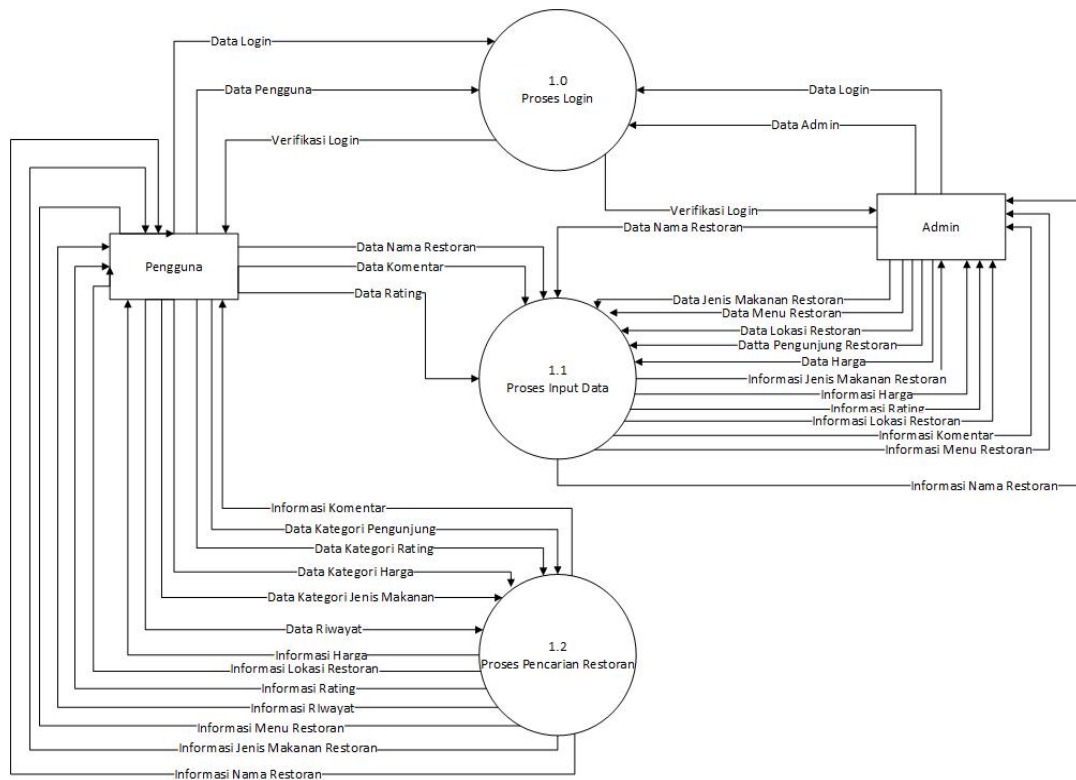 Data Login
1.0
Proses Login
Data Pengguna
Data Login
Data Admin
Verifikasi Login
Verifikasi Login
Data Nama Restoran
Admin
Pengguna
Data Nama Restoran
Data Komentar
Data Rating
Data Jenis Makanan Restoran
Data Menu Restoran
Data Lokasi Restoran
Datta Pengunjung Restoran
Data Harga
1.1
Proses Input Data
Informasi Jenis Makanan Restoran
Informasi Harga
Informasi Rating
Informasi Lokasi Restoran
Informasi Komentar
Informasi Menu Restoran
Informasi Nama Restoran
Informasi Komentar
Data Kategori Pengunjung
Data Kategori Rating
Data Kategori Harga
Data Kategori Jenis Makanan
Data Riwayat
1.2
Proses Pencarian Restoran
Informasi Harga
Informasi Lokasi Restoran
Informasi Rating
Informasi RIwayat
Informasi Menu Restoran
Informasi Jenis Makanan Restoran
Informasi Nama Restoran